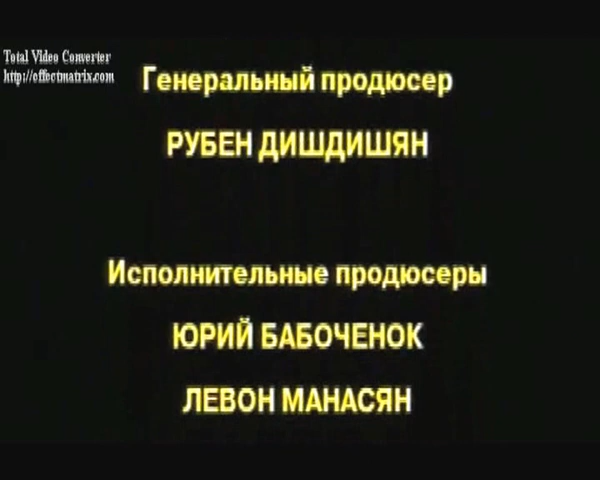 Total Video Converter
http://effectmatrix.com
Генеральный продюсер
РУБЕН ДИШДИШЯН
Исполнительные продюсеры
ЮРИЙ БАБОЧЕНОК
ЛЕВОН МАНАСЯН